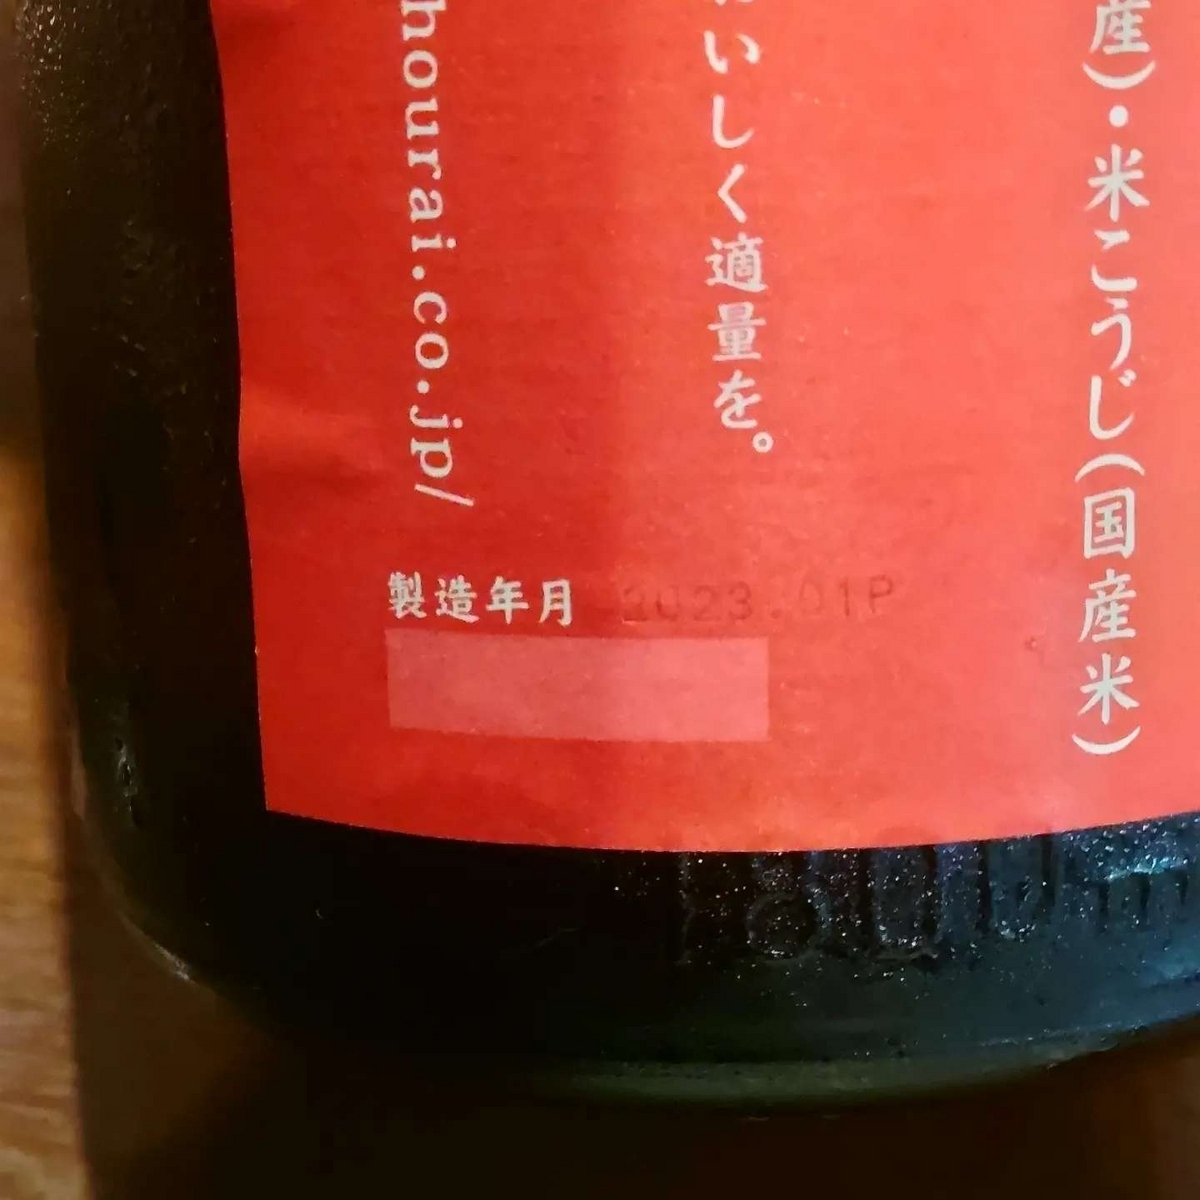 産）・米こうじ（国産米）
いしく適量を。
hourai.co.jp/
製造年月 2023.01P